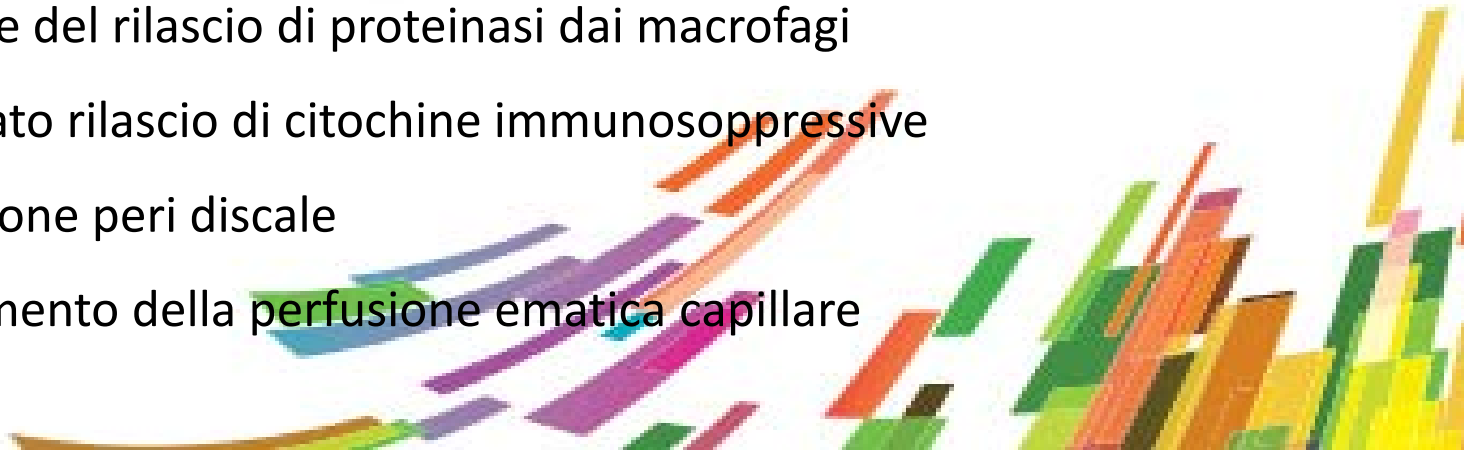 e del rilascio di proteinasi dai macrofagi
ato rilascio di citochine immunosoppressive
one peri discale
mento della perfusione ematica capillare